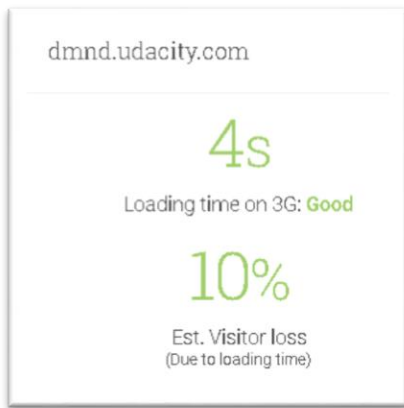 dmnd.udacity.com
4s
Loading time on 3G: Good
10%
Est. Visitor loss
(Due to loading time)